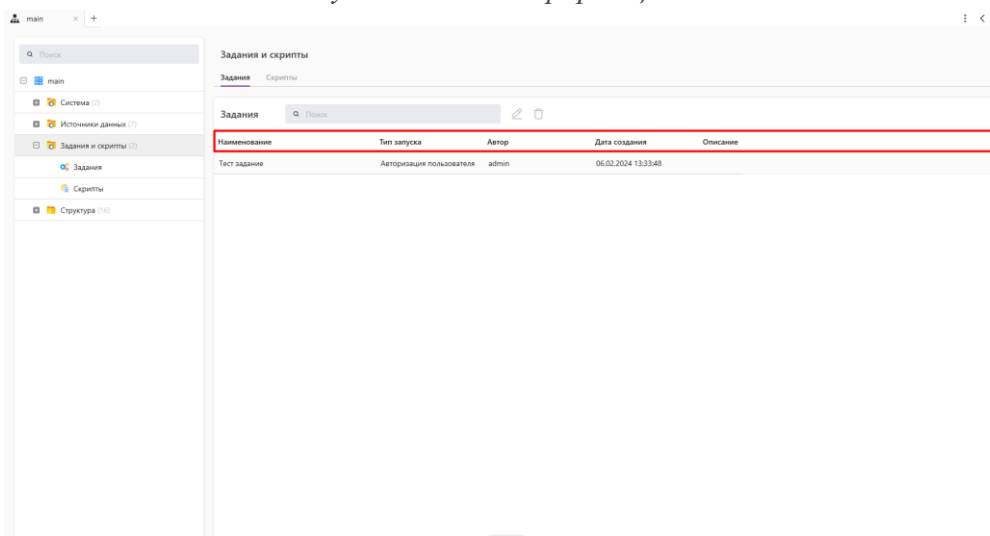 main × +
Поиск
Задания и скрипты
main
Задания Скрипты
Система (2)
Задания Поиск
Источники данных (7)
Задания и скрипты (2)
Наименование Тип запуска Автор Дата создания Описание
Задания
Тест задание Авторизация пользователя admin 06.02.2024 13:33:48
Скрипты
Структура (16)